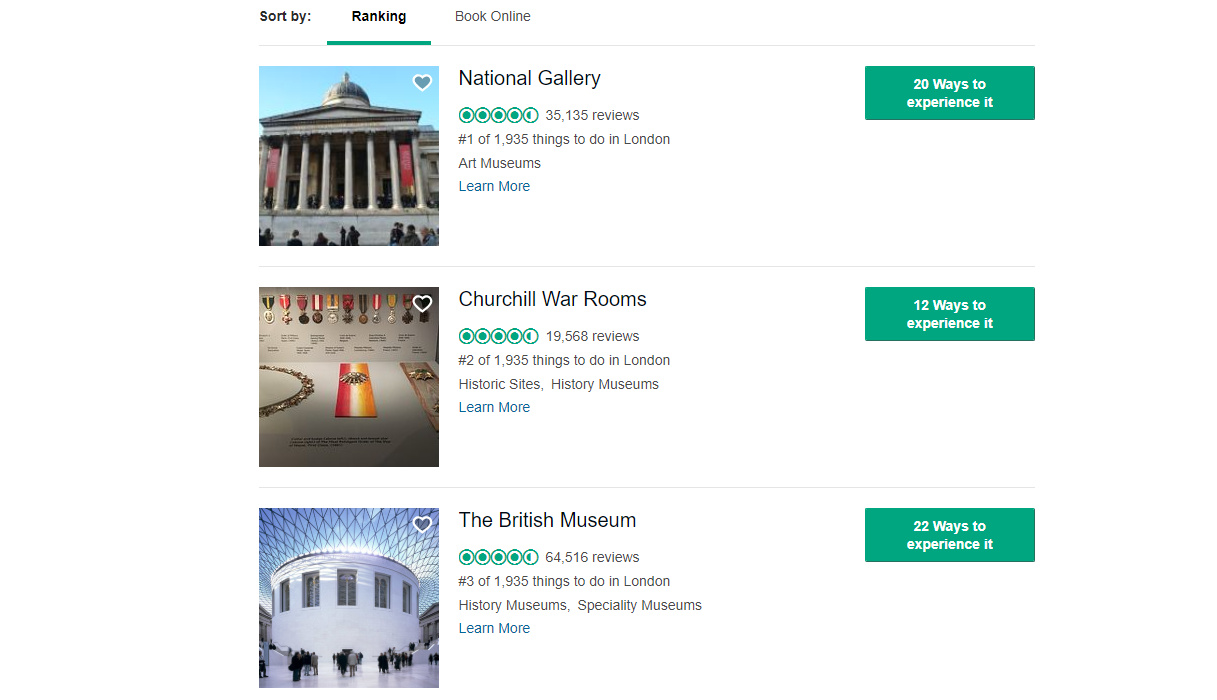 Sort by: Ranking Book Online
National Gallery
35,135 reviews
#1 of 1,935 things to do in London
Art Museums
Learn More
20 Ways to
experience it
Churchill War Rooms
19,568 reviews
#2 of 1,935 things to do in London
Historic Sites, History Museums
Learn More
12 Ways to
experience it
The British Museum
64,516 reviews
#3 of 1,935 things to do in London
History Museums, Speciality Museums
Learn More
22 Ways to
experience it